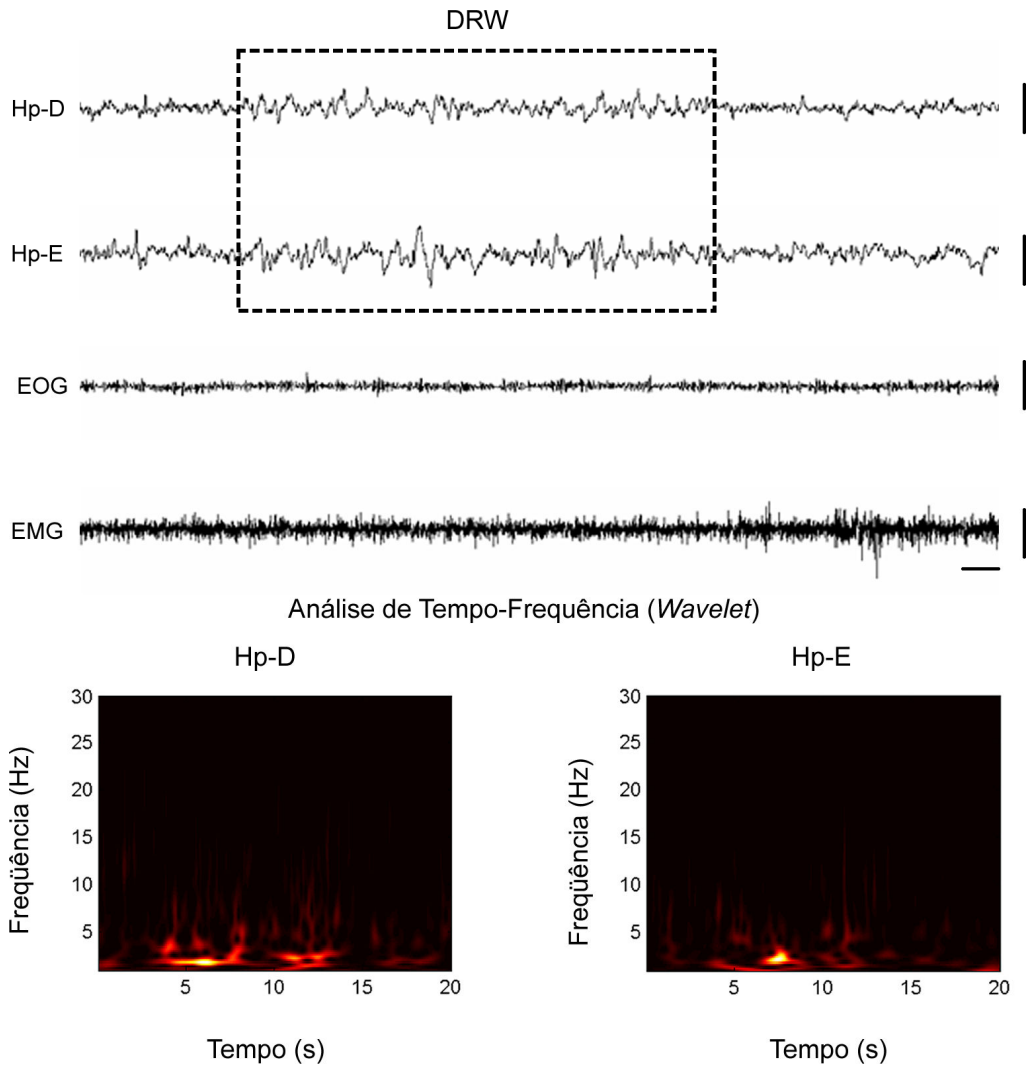 DRW
Hp-D
Hp-E
EOG
EMG
Análise de Tempo-Frequência (Wavelet)
Hp-D
30
25
20
15
10
5
5 10 15 20
Freqüência (Hz)
Tempo (s)
Hp-E
30
25
20
15
10
5
5 10 15 20
Freqüência (Hz)
Tempo (s)